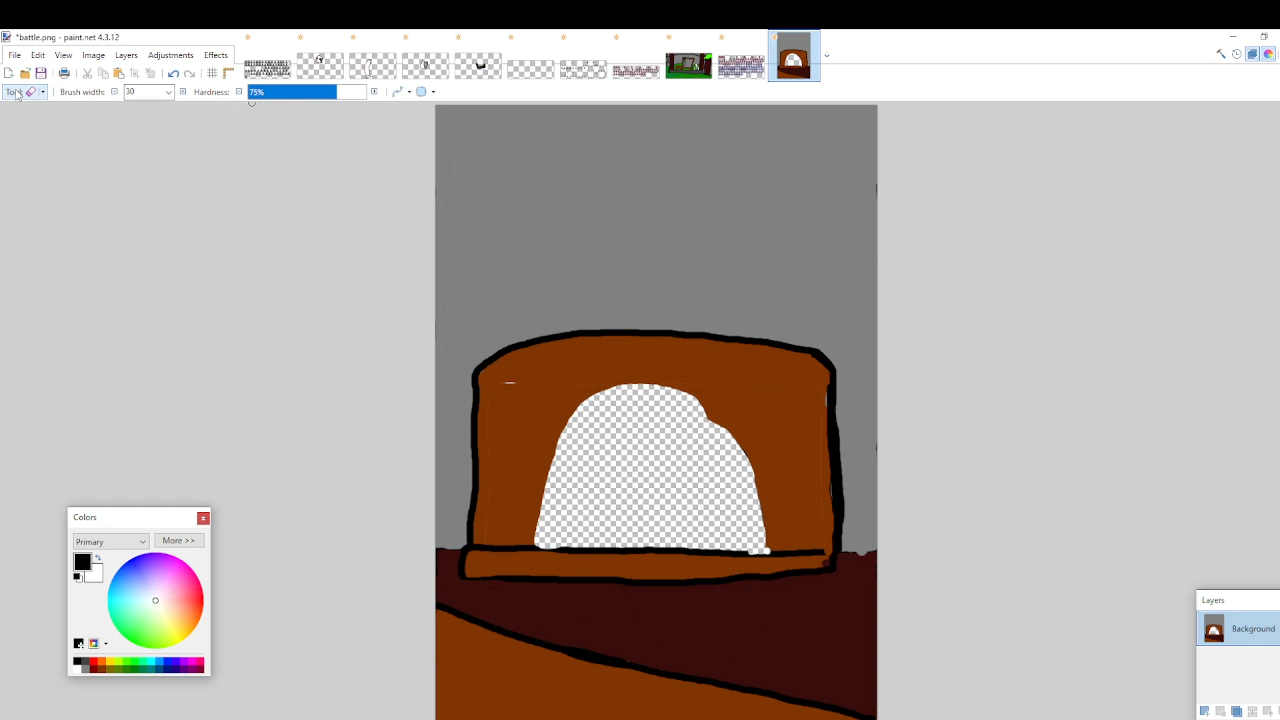 *battle.png - paint.net 4.3.12
File Edit View Image Layers Adjustments Effects
Tool Brush width: 30 Hardness: 75%
Colors
Primary More >>
Layers
Background